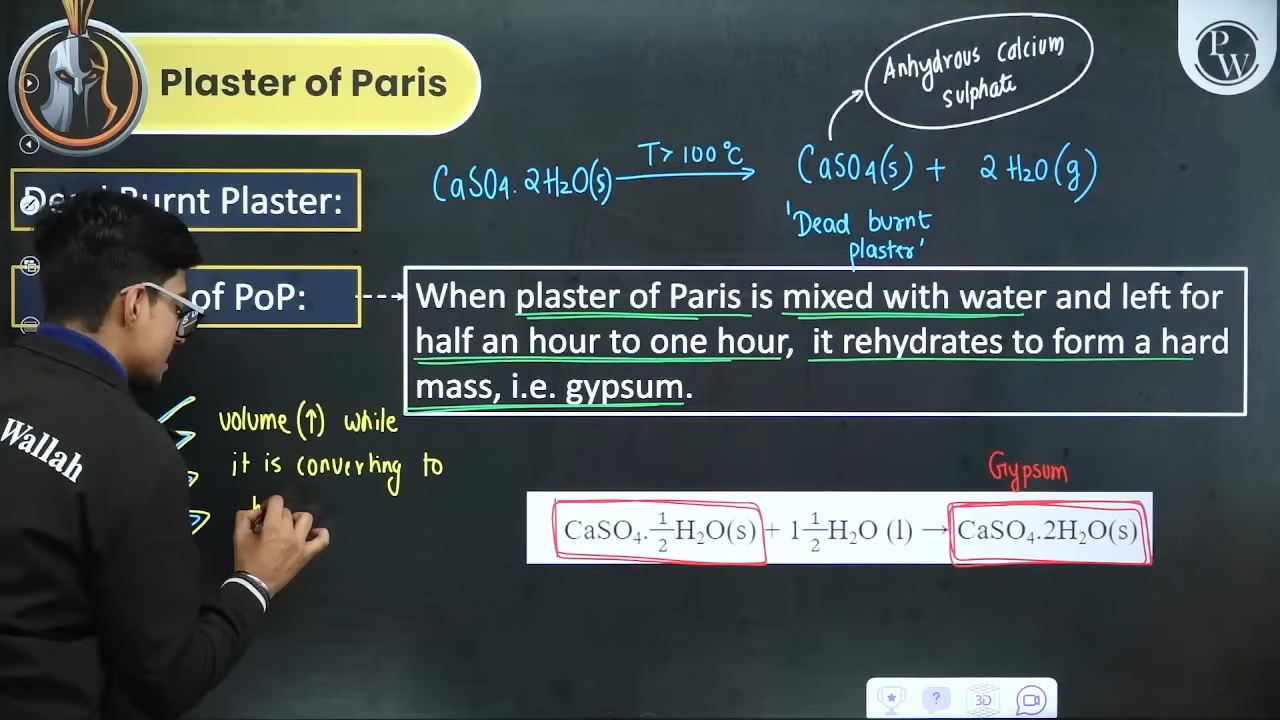 Plaster of Paris
PW
Anhydrous Calcium
sulphate
CaSO4. 2H2O(s) T > 100°C CaSO4(s) + 2 H2O(g)
'Dead burnt
plaster'
Burnt Plaster:
of PoP:
When plaster of Paris is mixed with water and left for
half an hour to one hour, it rehydrates to form a hard
mass, i.e. gypsum.
Wallah
volume (↑) while
it is converting to
Gypsum
CaSO₄.½H₂O(s) + 1½H₂O (l) → CaSO₄.2H₂O(s)
?
3D